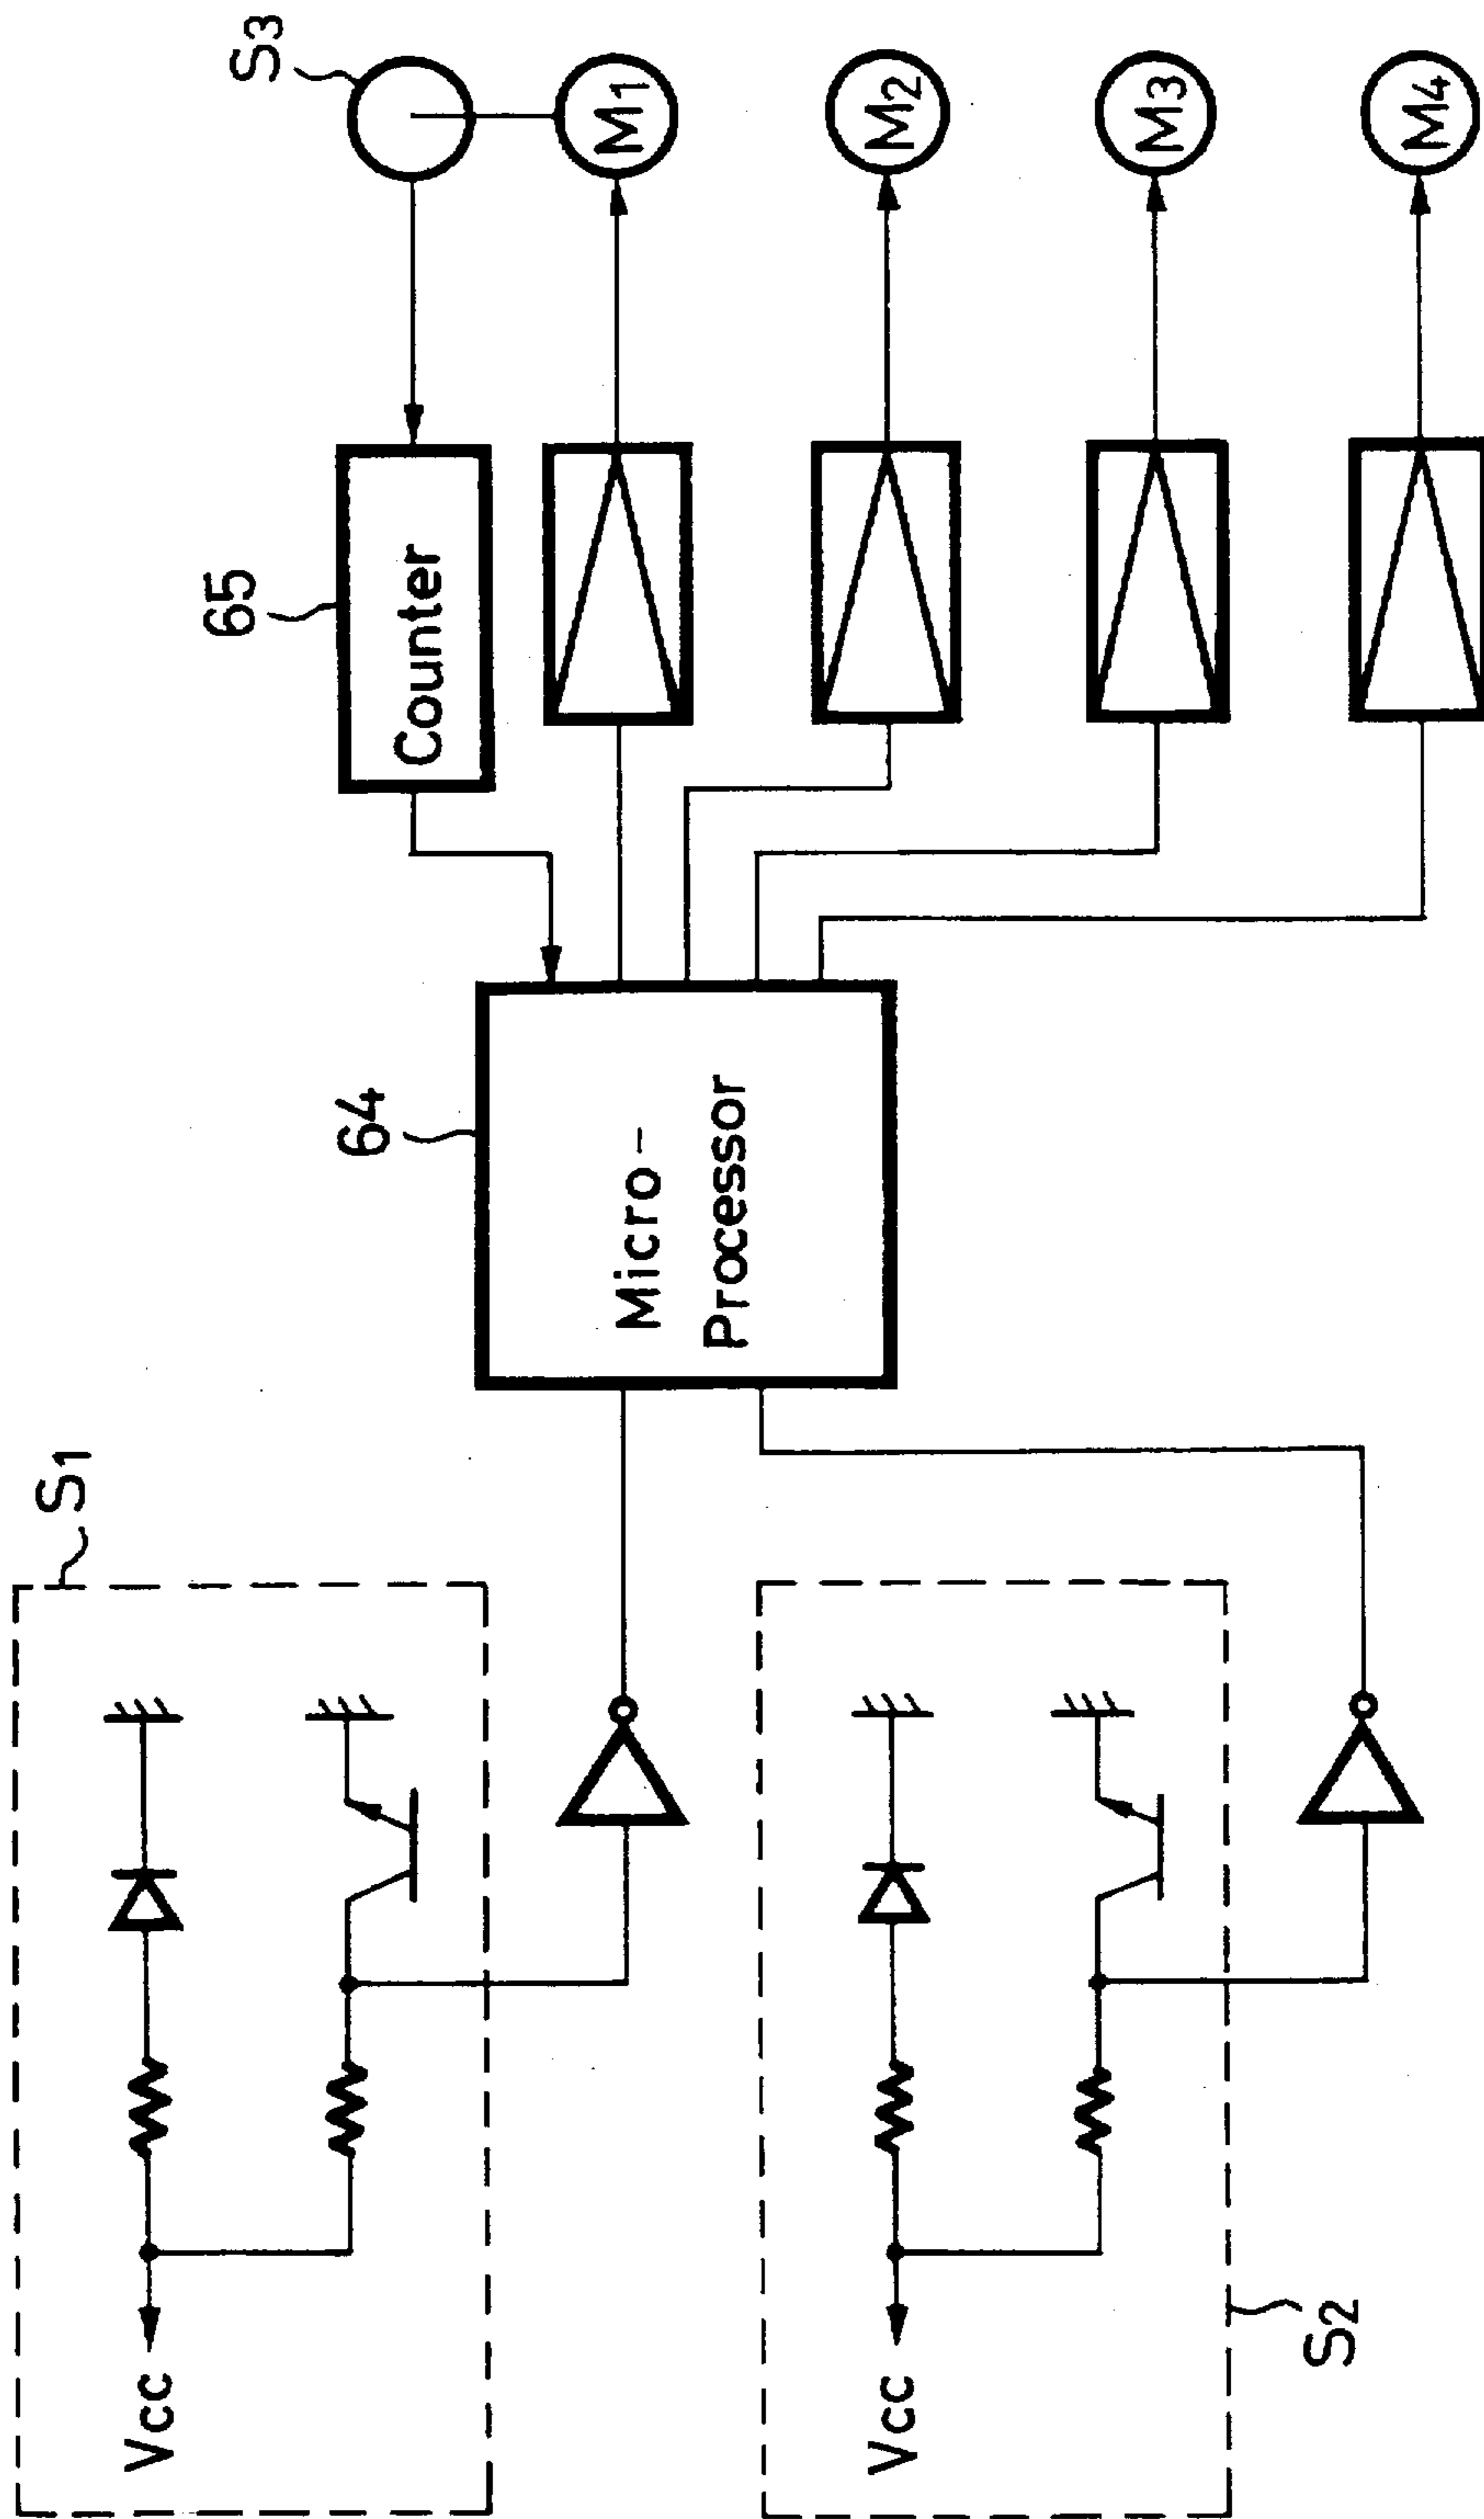 S1
Vcc
Vcc
S2
64
Micro-
Processor
65
Counter
S3
M1
M2
M3
M4